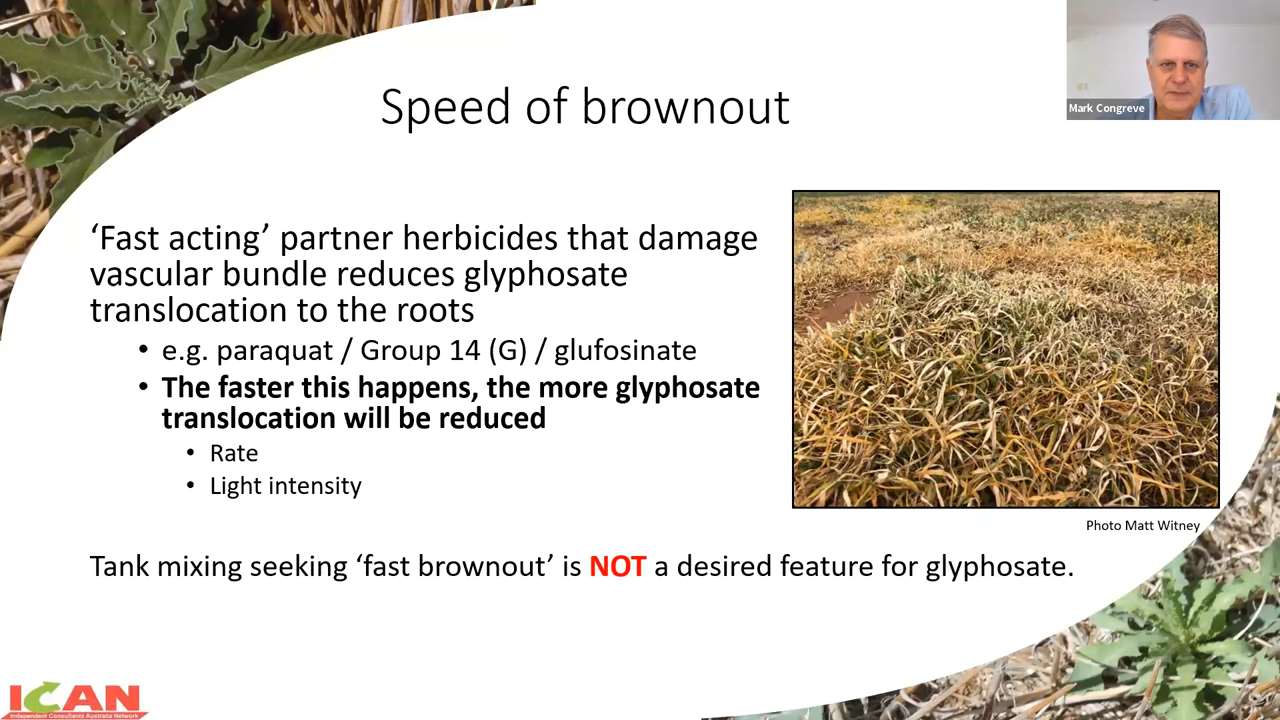 Speed of brownout
Mark Congreve
‘Fast acting’ partner herbicides that damage
vascular bundle reduces glyphosate
translocation to the roots
• e.g. paraquat / Group 14 (G) / glufosinate
• The faster this happens, the more glyphosate
translocation will be reduced
• Rate
• Light intensity
Photo Matt Witney
Tank mixing seeking ‘fast brownout’ is NOT a desired feature for glyphosate.
ICAN
Independent Consultants Australia Network